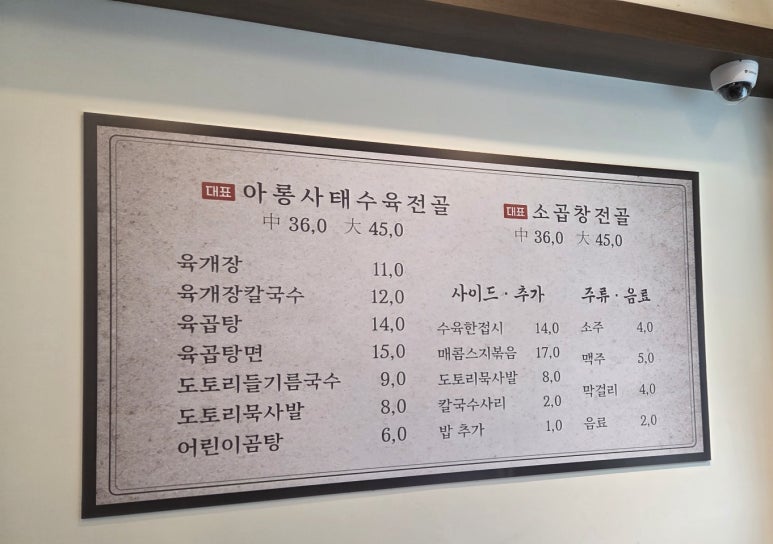 대표 아롱사태수육전골
中 36,0 大 45,0
대표 소곱창전골
中 36,0 大 45,0
육개장 11,0
육개장칼국수 12,0
육곱탕 14,0
육곱탕면 15,0
도토리들기름국수 9,0
도토리묵사발 8,0
어린이곰탕 6,0
사이드·추가
수육한접시 14,0
매콤스지볶음 17,0
도토리묵사발 8,0
칼국수사리 2,0
밥 추가 1,0
주류·음료
소주 4,0
맥주 5,0
막걸리 4,0
음료 2,0